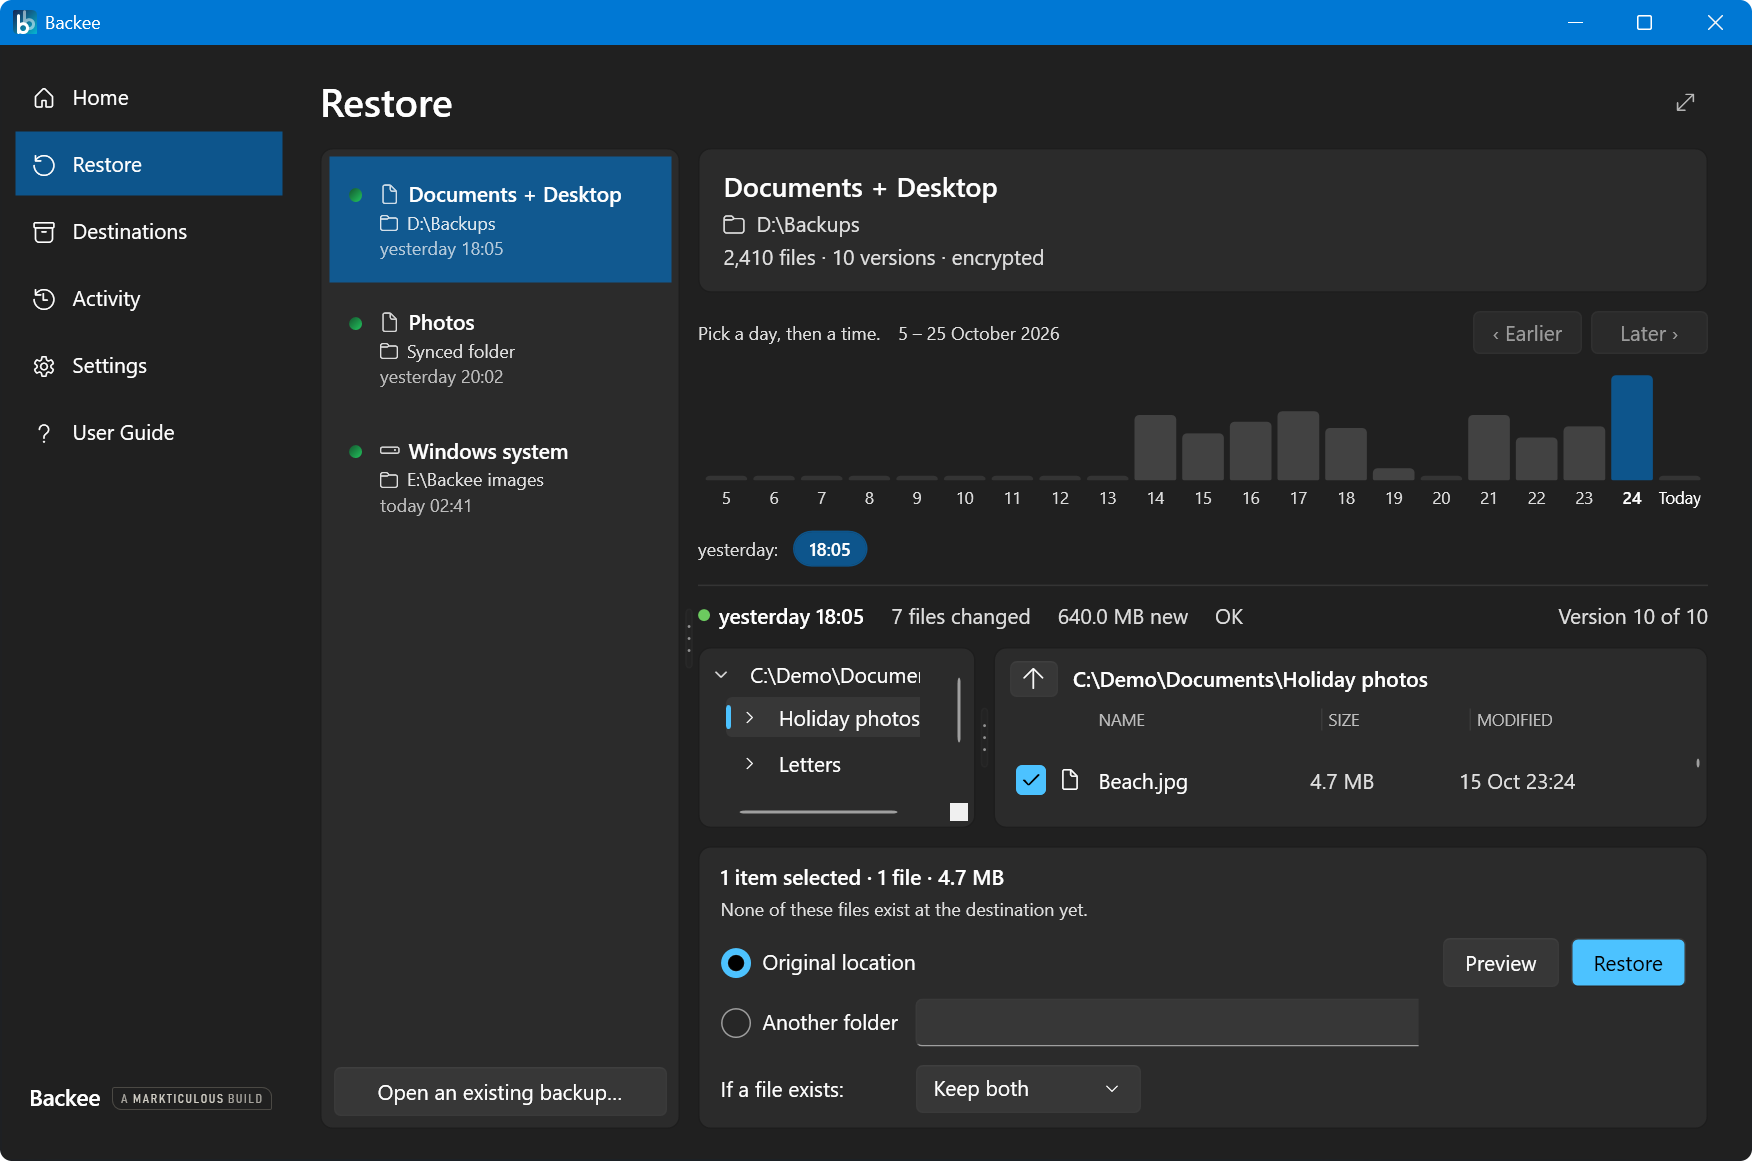 Backee
Home
Restore
Destinations
Activity
Settings
User Guide
Backee A MARKTICULOUS BUILD
Restore
Documents + Desktop
D:\Backups
yesterday 18:05
Photos
Synced folder
yesterday 20:02
Windows system
E:\Backee images
today 02:41
Open an existing backup...
Documents + Desktop
D:\Backups
2,410 files · 10 versions · encrypted
Pick a day, then a time. 5 – 25 October 2026
‹ Earlier Later ›
5 6 7 8 9 10 11 12 13 14 15 16 17 18 19 20 21 22 23 24 Today
yesterday: 18:05
yesterday 18:05 7 files changed 640.0 MB new OK Version 10 of 10
C:\Demo\Documen
Holiday photos
Letters
C:\Demo\Documents\Holiday photos
NAME SIZE MODIFIED
Beach.jpg 4.7 MB 15 Oct 23:24
1 item selected · 1 file · 4.7 MB
None of these files exist at the destination yet.
Original location
Preview Restore
Another folder
If a file exists: Keep both